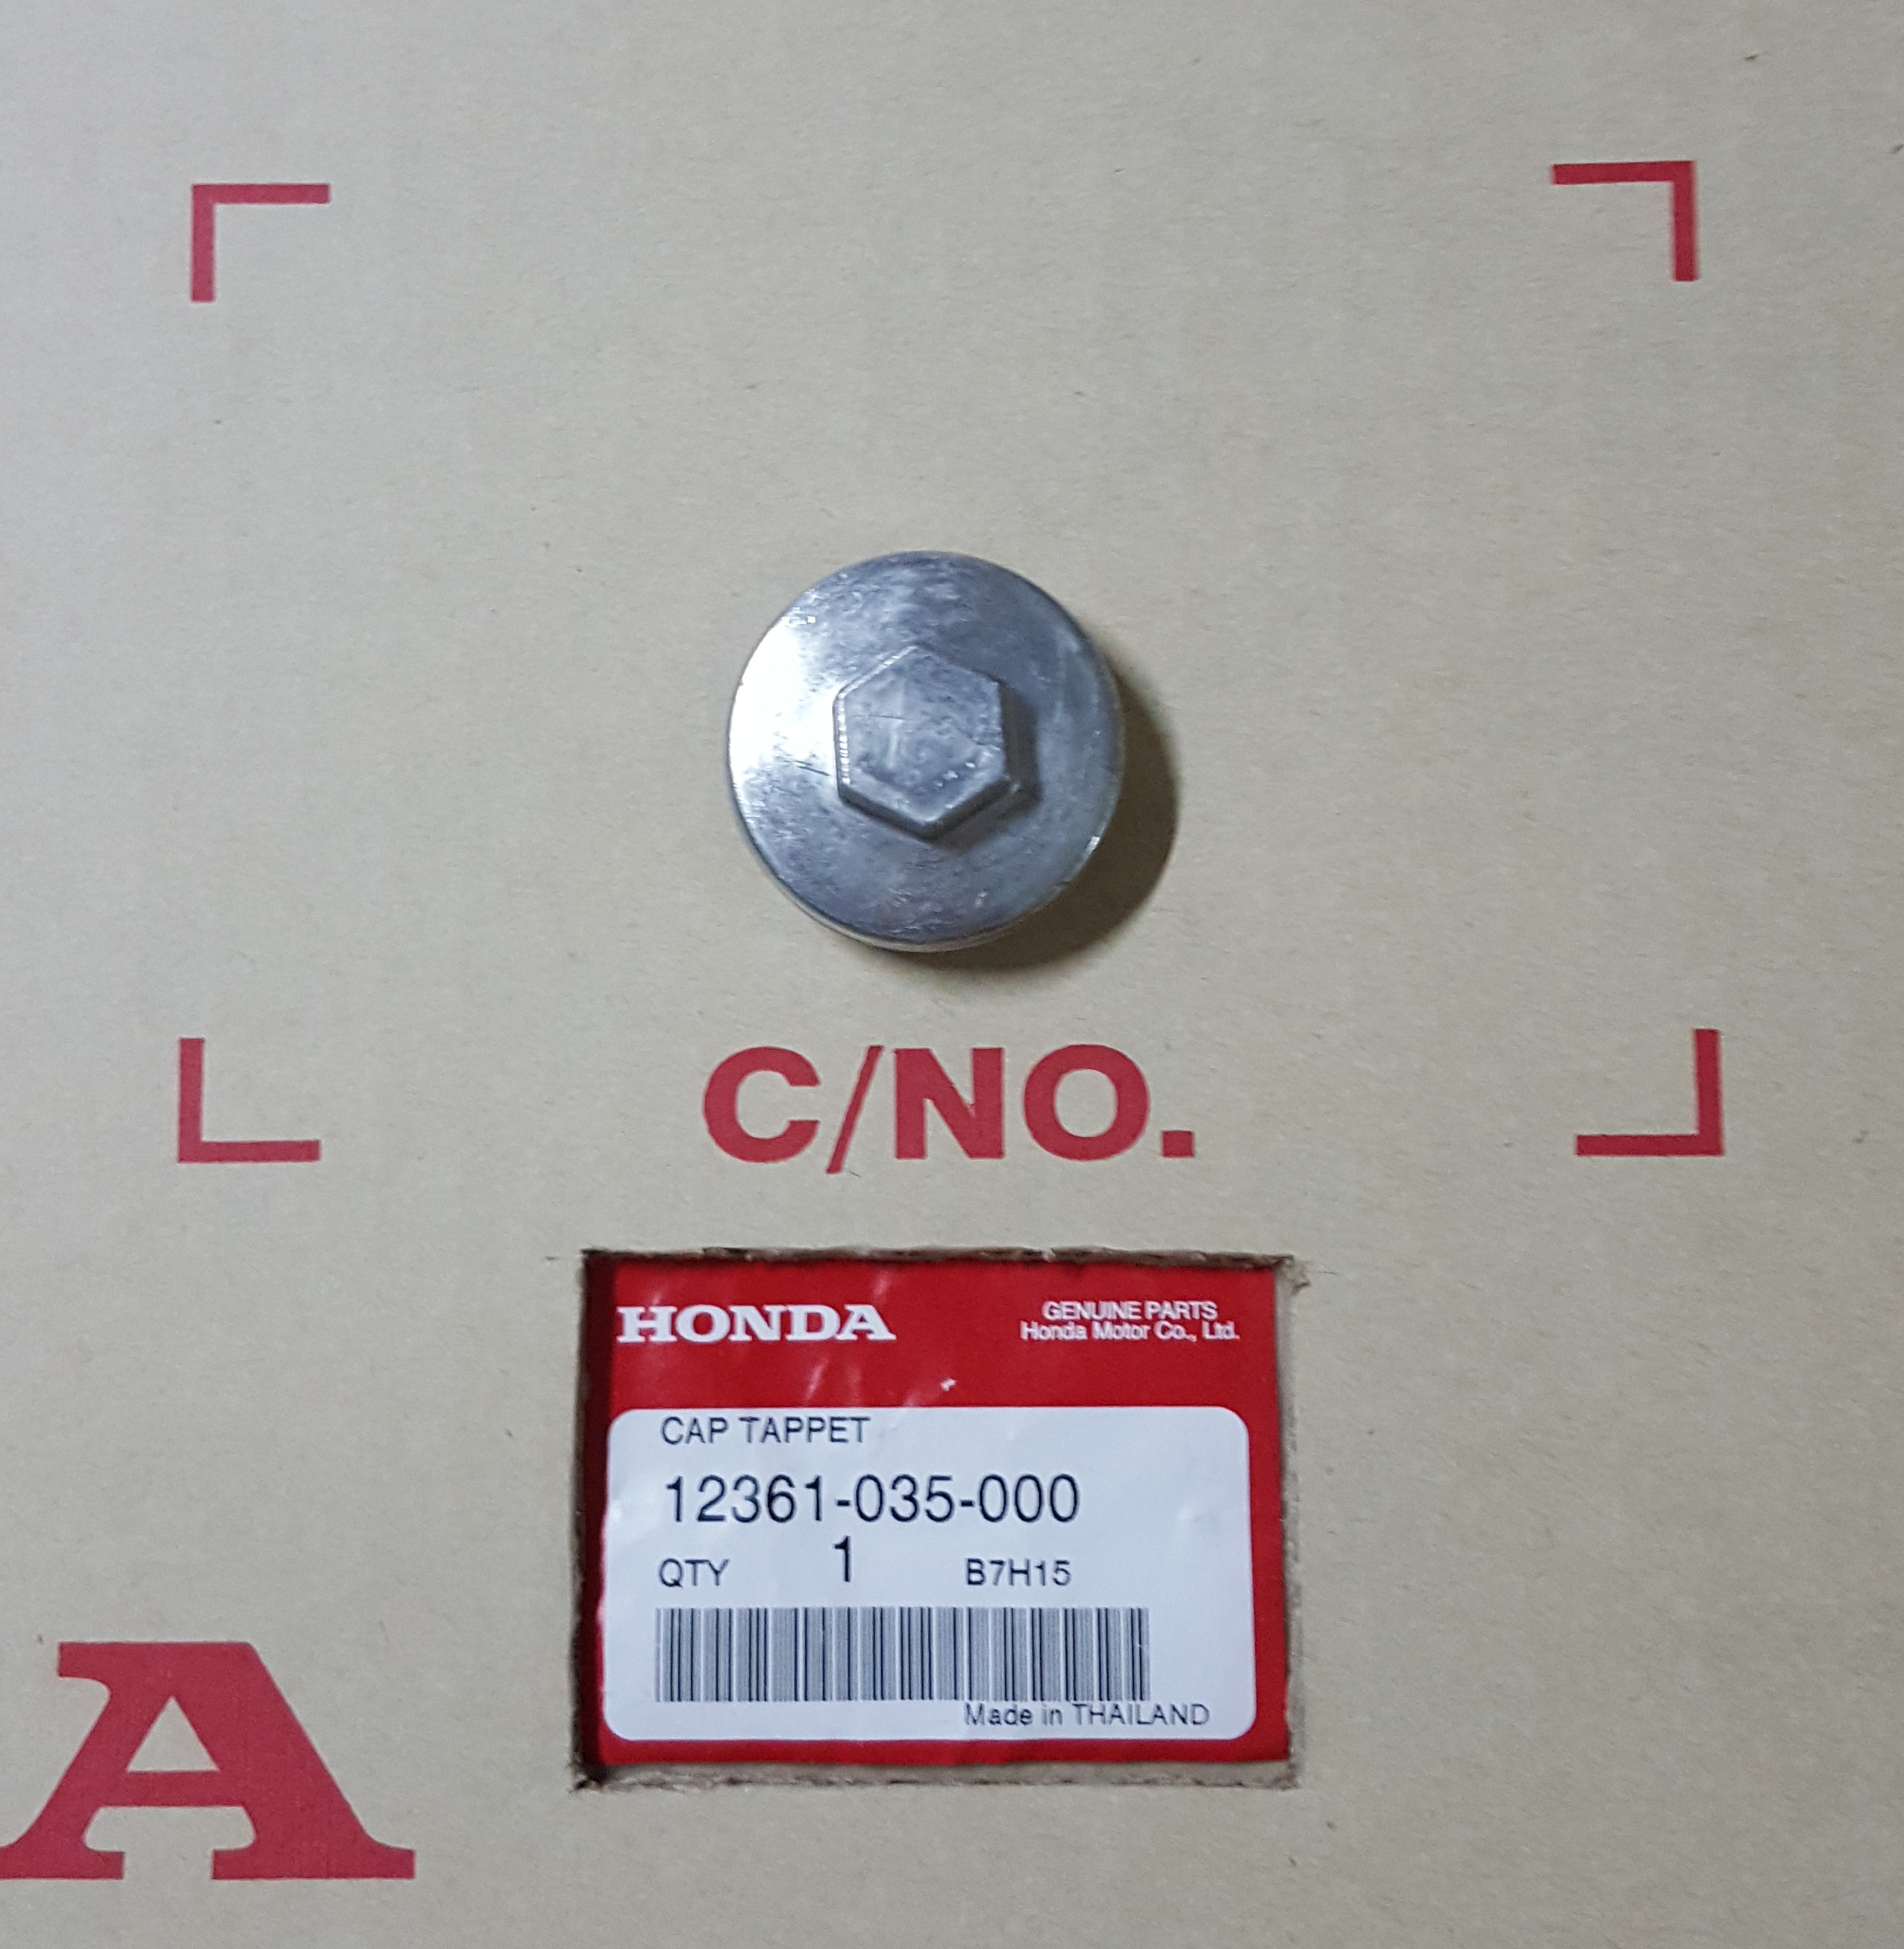 C/NO.
HONDA
GENUINE PARTS
Honda Motor Co., Ltd.
CAP TAPPET
12361-035-000
QTY 1 B7H15
Made in THAILAND
A